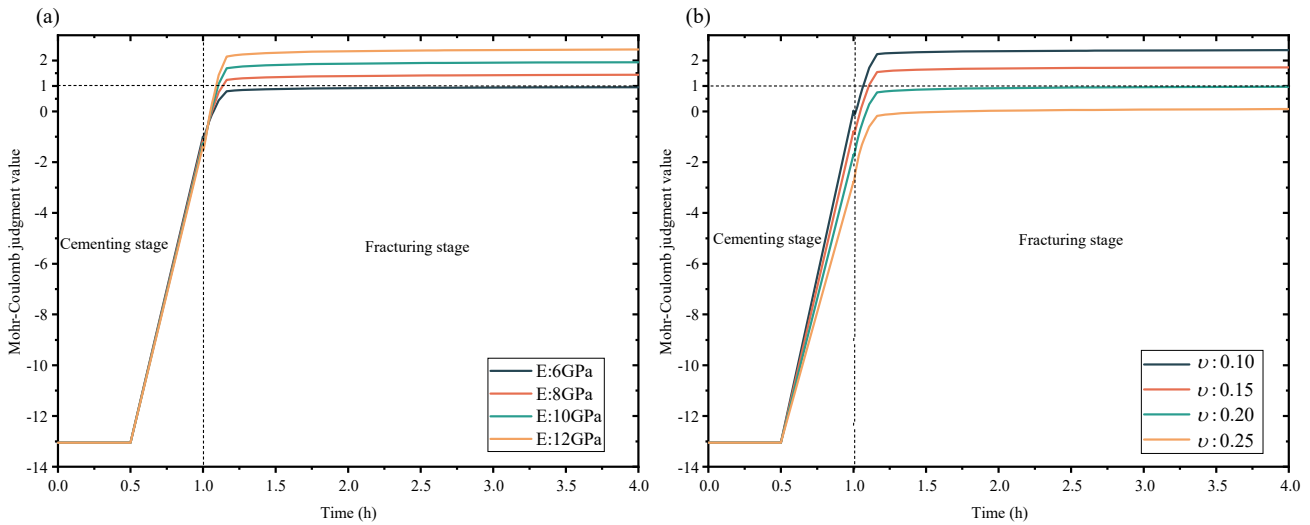 (a)
Mohr-Coulomb judgment value
2
1
0
-2
-4
-6
-8
-10
-12
-14
Cementing stage
Fracturing stage
E:6GPa
E:8GPa
E:10GPa
E:12GPa
0.0 0.5 1.0 1.5 2.0 2.5 3.0 3.5 4.0
Time (h)
(b)
Mohr-Coulomb judgment value
2
1
0
-2
-4
-6
-8
-10
-12
-14
Cementing stage
Fracturing stage
υ: 0.10
υ: 0.15
υ: 0.20
υ: 0.25
0.0 0.5 1.0 1.5 2.0 2.5 3.0 3.5 4.0
Time (h)